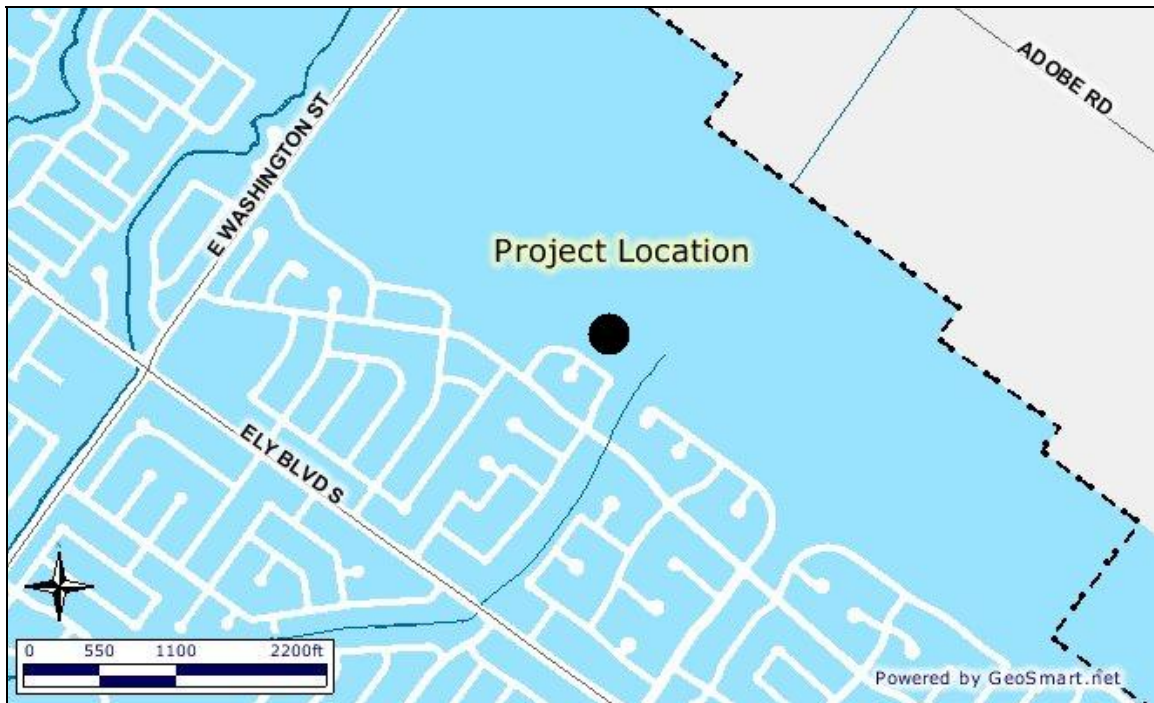 ADOBE RD
E WASHINGTON ST
Project Location
ELY BLVD S
0 550 1100 2200ft
Powered by GeoSmart.net